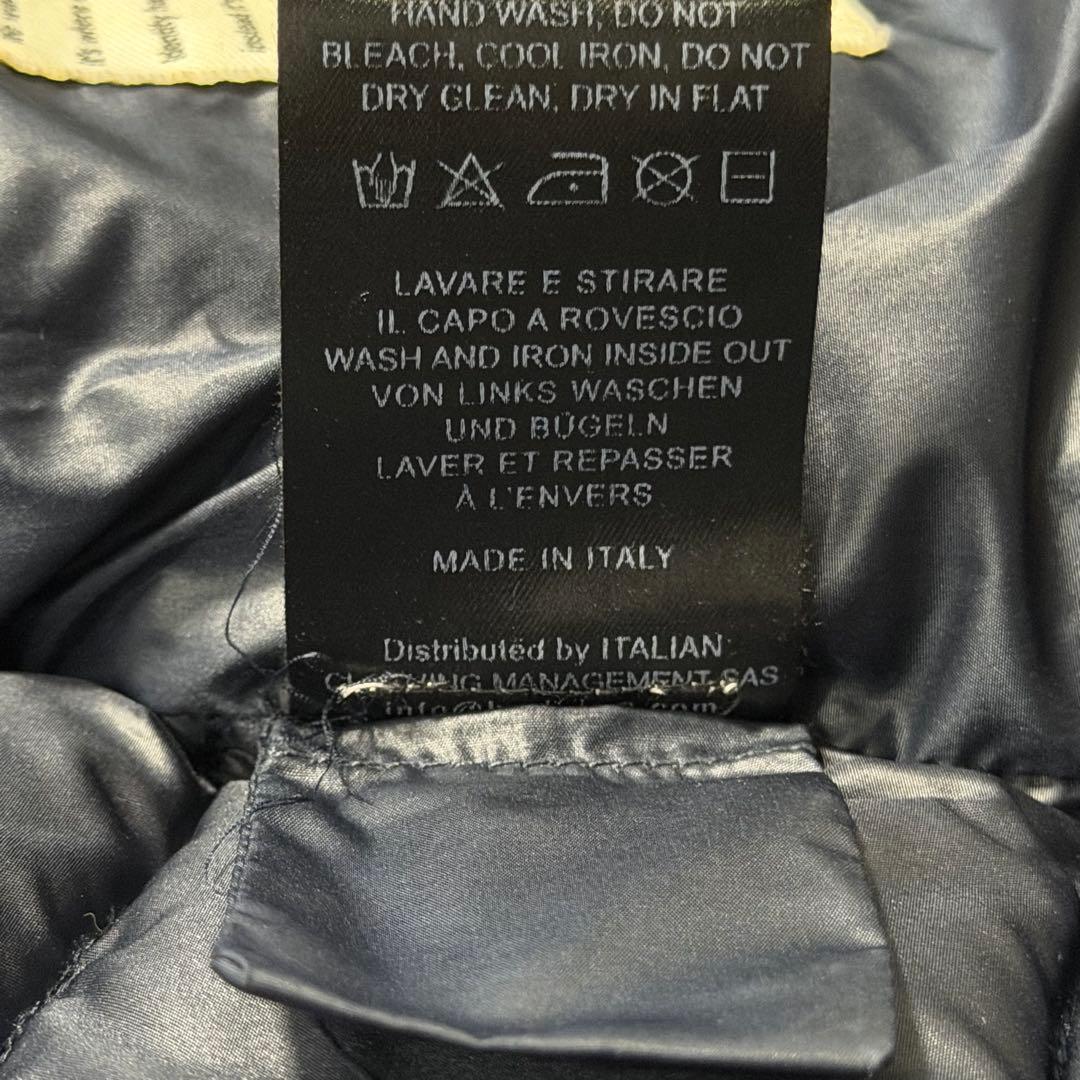 HAND WASH, DO NOT
BLEACH, COOL IRON, DO NOT
DRY CLEAN, DRY IN FLAT
LAVARE E STIRARE
IL CAPO A ROVESCIO
WASH AND IRON INSIDE OUT
VON LINKS WASCHEN
UND BÜGELN
LAVER ET REPASSER
À L'ENVERS
MADE IN ITALY
Distributed by ITALIAN
CLOTHING MANAGEMENT SAS